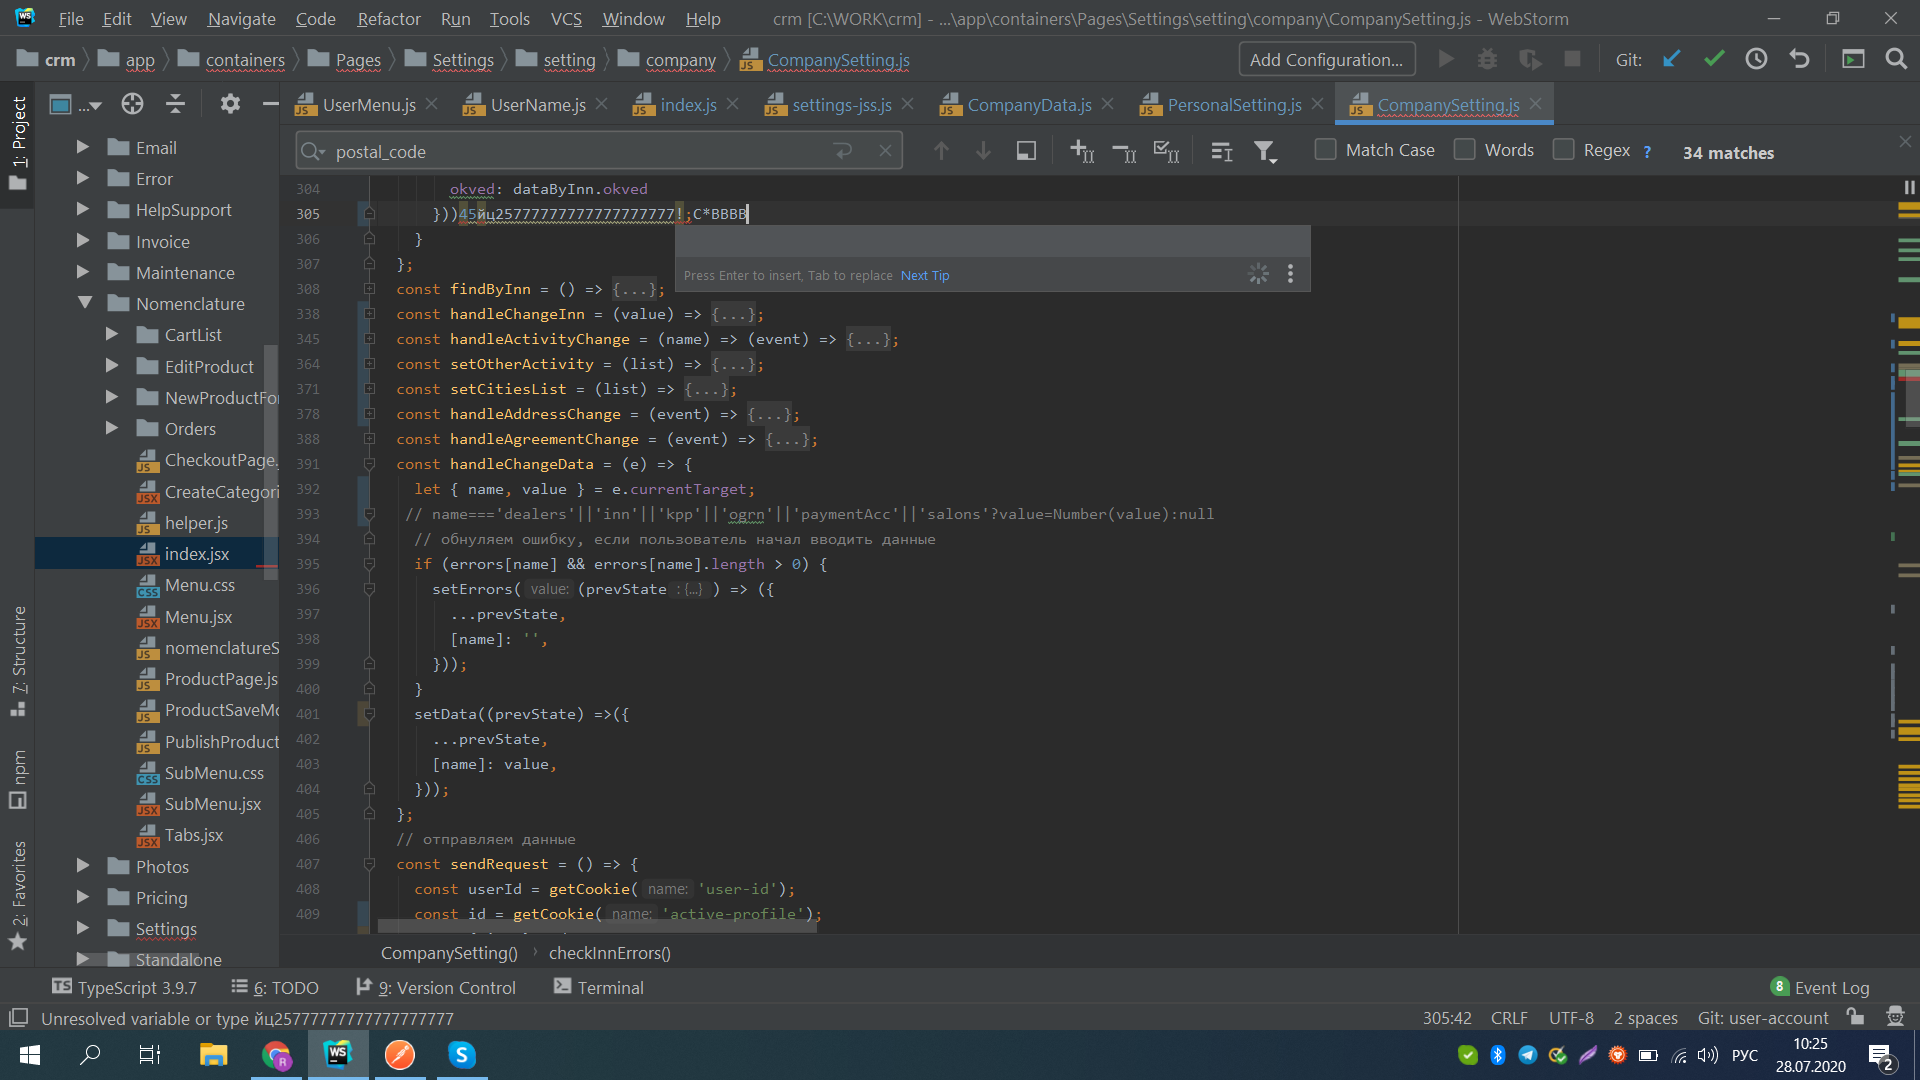 File Edit View Navigate Code Refactor Run Tools VCS Window Help crm [C:\WORK\crm] - ...\app\containers\Pages\Settings\setting\company\CompanySetting.js - WebStorm
crm app containers Pages Settings setting company CompanySetting.js Add Configuration... Git:
UserMenu.js UserName.js index.js settings-jss.js CompanyData.js PersonalSetting.js CompanySetting.js
postal_code Match Case Words Regex ? 34 matches
1: Project
7: Structure
npm
2: Favorites
Email
Error
HelpSupport
Invoice
Maintenance
Nomenclature
CartList
EditProduct
NewProductFo
Orders
CheckoutPage.
CreateCategori
helper.js
index.jsx
Menu.css
Menu.jsx
nomenclatureS
ProductPage.js
ProductSaveMo
PublishProduct
SubMenu.css
SubMenu.jsx
Tabs.jsx
Photos
Pricing
Settings
Standalone
304 okved: dataByInn.okved
305 }))45йц25777777777777777777!;C*BBBB
306 }
307 };
Press Enter to insert, Tab to replace Next Tip
308 const findByInn = () => {...};
338 const handleChangeInn = (value) => {...};
345 const handleActivityChange = (name) => (event) => {...};
364 const setOtherActivity = (list) => {...};
371 const setCitiesList = (list) => {...};
378 const handleAddressChange = (event) => {...};
388 const handleAgreementChange = (event) => {...};
391 const handleChangeData = (e) => {
392 let { name, value } = e.currentTarget;
393 // name==='dealers'||'inn'||'kpp'||'ogrn'||'paymentAcc'||'salons'?value=Number(value):null
394 // обнуляем ошибку, если пользователь начал вводить данные
395 if (errors[name] && errors[name].length > 0) {
396 setErrors( value: (prevState : {...} ) => ({
397 ...prevState,
398 [name]: '',
399 }));
400 }
401 setData((prevState) =>({
402 ...prevState,
403 [name]: value,
404 }));
405 };
406 // отправляем данные
407 const sendRequest = () => {
408 const userId = getCookie( name: 'user-id');
409 const id = getCookie( name: 'active-profile');
CompanySetting() checkInnErrors()
TypeScript 3.9.7 6: TODO 9: Version Control Terminal 8 Event Log
Unresolved variable or type йц25777777777777777777 305:42 CRLF UTF-8 2 spaces Git: user-account
РУС 10:25
28.07.2020 2